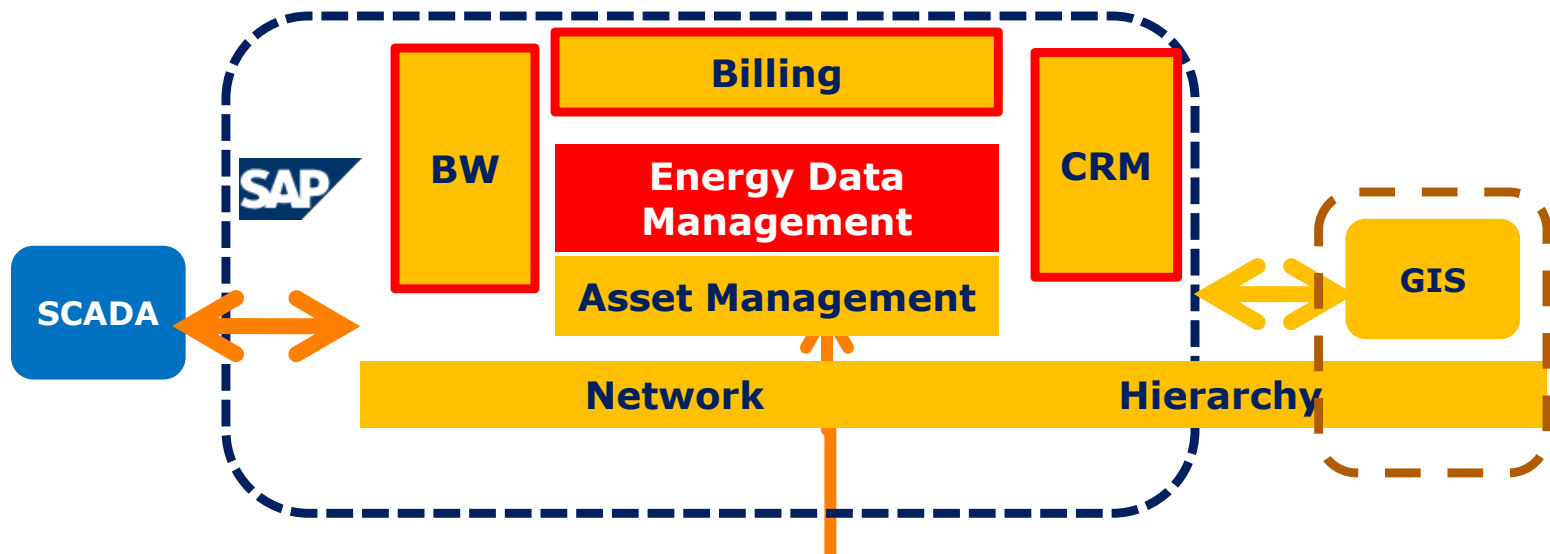 Billing
BW
CRM
SAP
Energy Data
Management
SCADA
Asset Management
GIS
Network Hierarchy